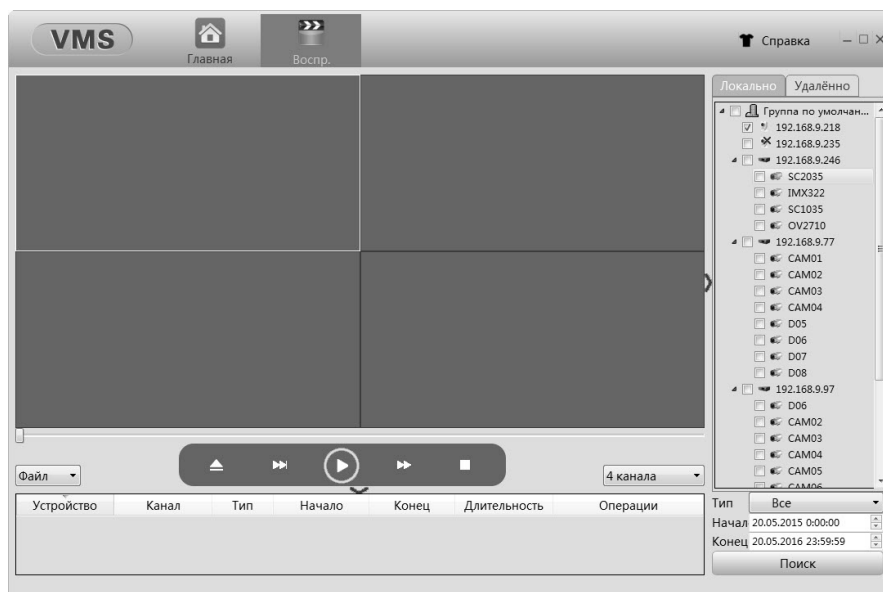 VMS
Главная
Воспр.
Справка
Локально Удалённо
Группа по умолчан...
192.168.9.218
192.168.9.235
192.168.9.246
SC2035
IMX322
SC1035
OV2710
192.168.9.77
CAM01
CAM02
CAM03
CAM04
D05
D06
D07
D08
192.168.9.97
D06
CAM02
CAM03
CAM04
CAM05
CAM06
Файл
4 канала
Устройство Канал Тип Начало Конец Длительность Операции
Тип Все
Начал 20.05.2015 0:00:00
Конец 20.05.2016 23:59:59
Поиск